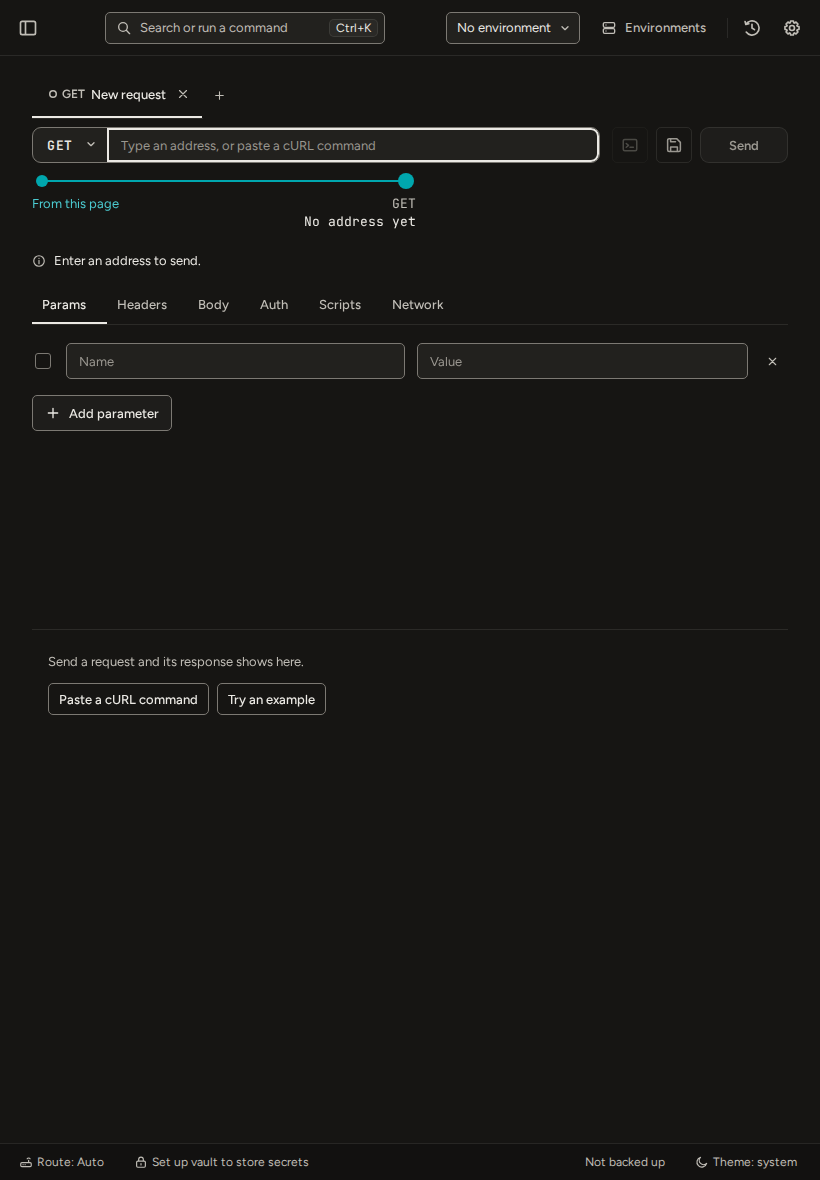 Search or run a command Ctrl+K No environment Environments
GET New request
GET Type an address, or paste a cURL command Send
From this page GET
No address yet
Enter an address to send.
Params Headers Body Auth Scripts Network
Name Value
Add parameter
Send a request and its response shows here.
Paste a cURL command Try an example
Route: Auto Set up vault to store secrets Not backed up Theme: system